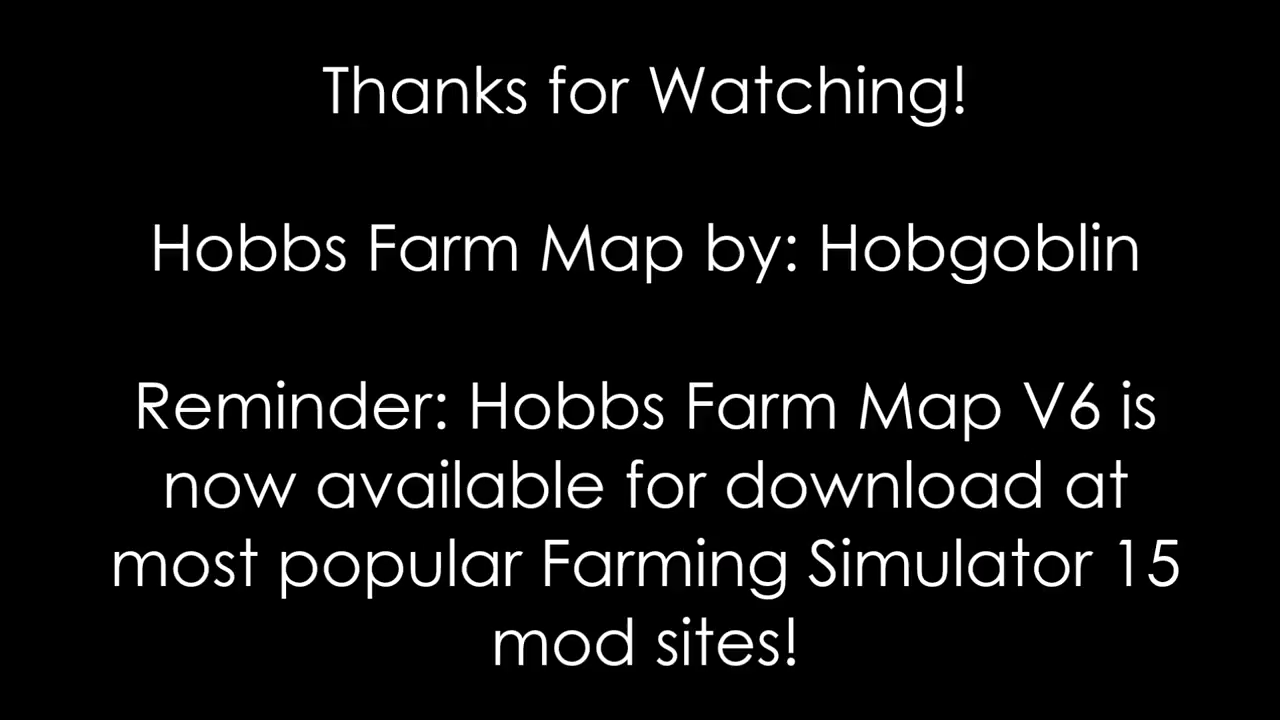 Thanks for Watching!
Hobbs Farm Map by: Hobgoblin
Reminder: Hobbs Farm Map V6 is
now available for download at
most popular Farming Simulator 15
mod sites!